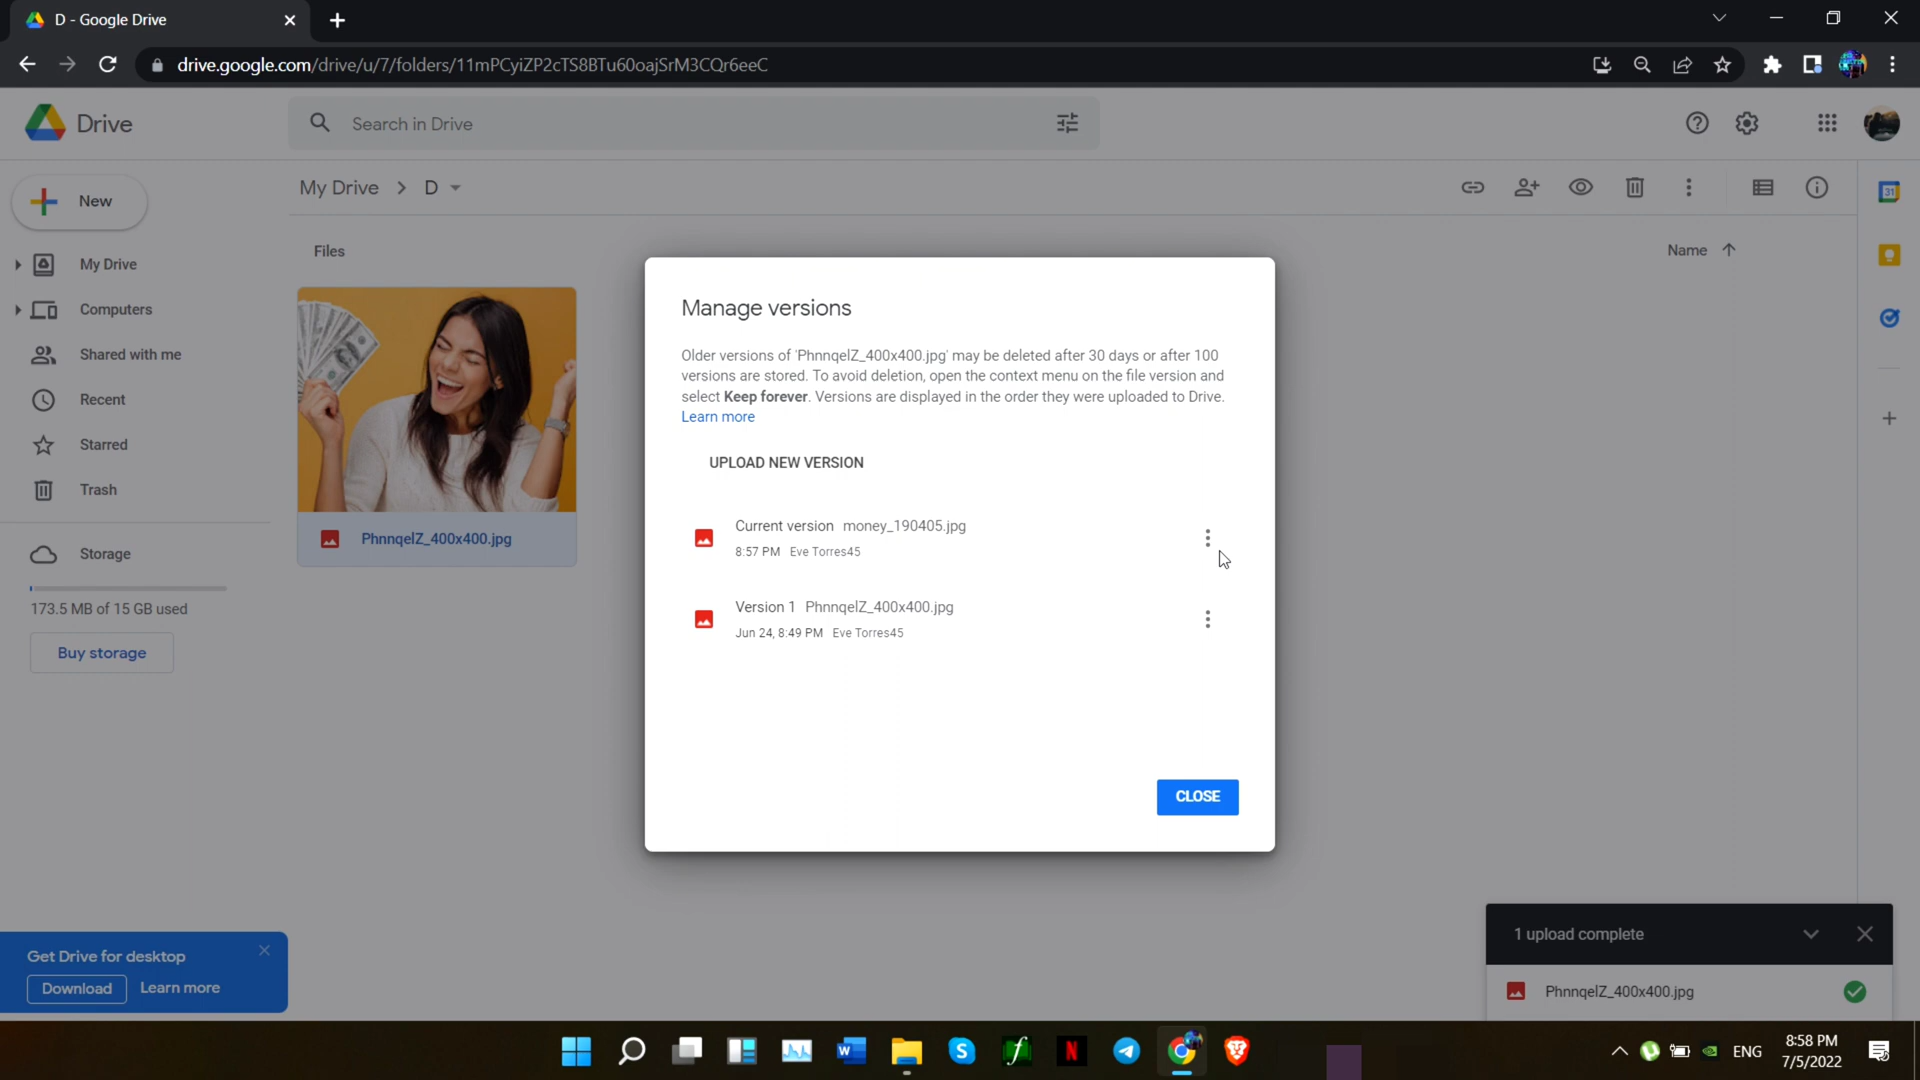 D - Google Drive
drive.google.com/drive/u/7/folders/11mPCyiZP2cTS8BTu60oajSrM3CQr6eeC
Drive
Search in Drive
New
My Drive
Computers
Shared with me
Recent
Starred
Trash
Storage
173.5 MB of 15 GB used
Buy storage
Get Drive for desktop
Download
Learn more
My Drive > D
Files
Name
PhnnqelZ_400x400.jpg
31
Manage versions
Older versions of 'PhnnqelZ_400x400.jpg' may be deleted after 30 days or after 100
versions are stored. To avoid deletion, open the context menu on the file version and
select Keep forever. Versions are displayed in the order they were uploaded to Drive.
Learn more
UPLOAD NEW VERSION
Current version money_190405.jpg
8:57 PM Eve Torres45
Version 1 PhnnqelZ_400x400.jpg
Jun 24, 8:49 PM Eve Torres45
CLOSE
1 upload complete
PhnnqelZ_400x400.jpg
ENG
8:58 PM
7/5/2022